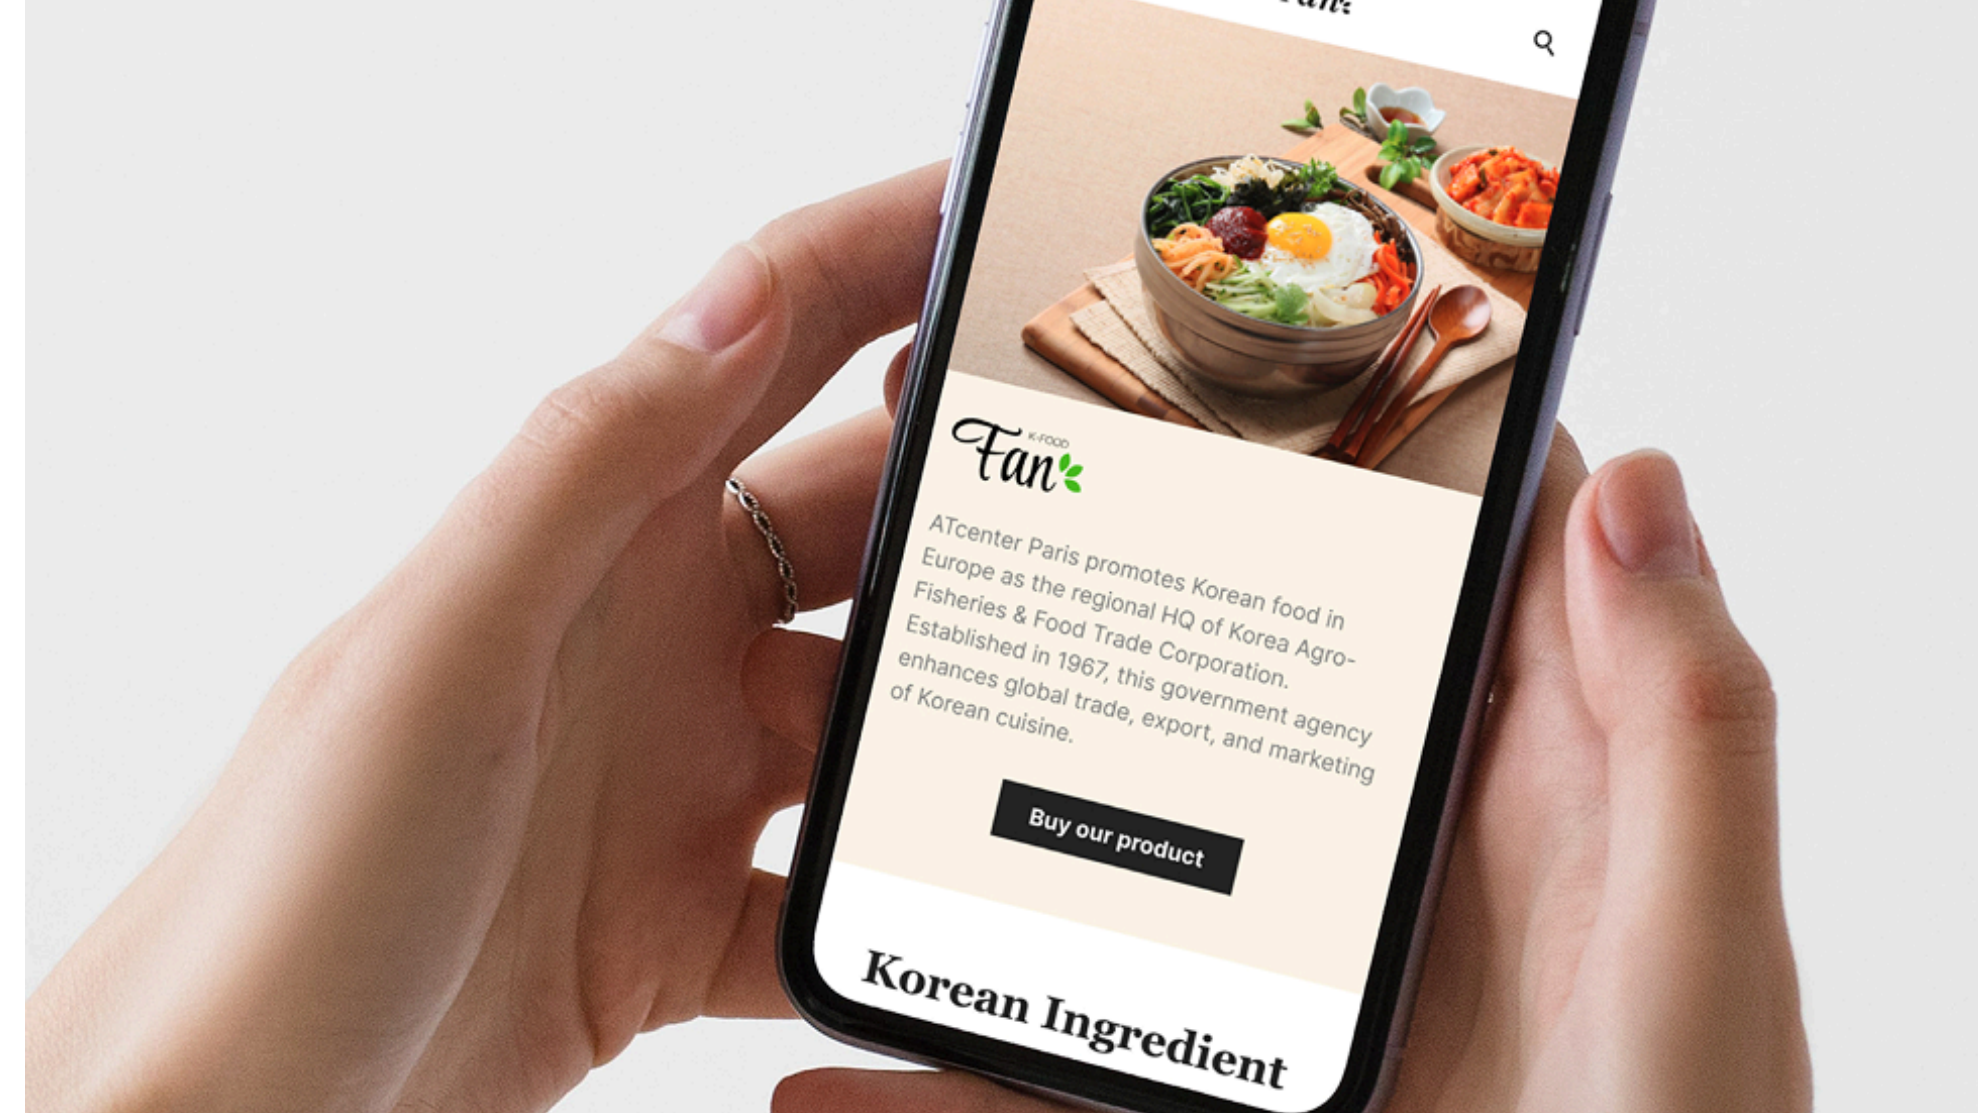 K-FOOD
Fan
ATcenter Paris promotes Korean food in
Europe as the regional HQ of Korea Agro-
Fisheries & Food Trade Corporation.
Established in 1967, this government agency
enhances global trade, export, and marketing
of Korean cuisine.
Buy our product
Korean Ingredient